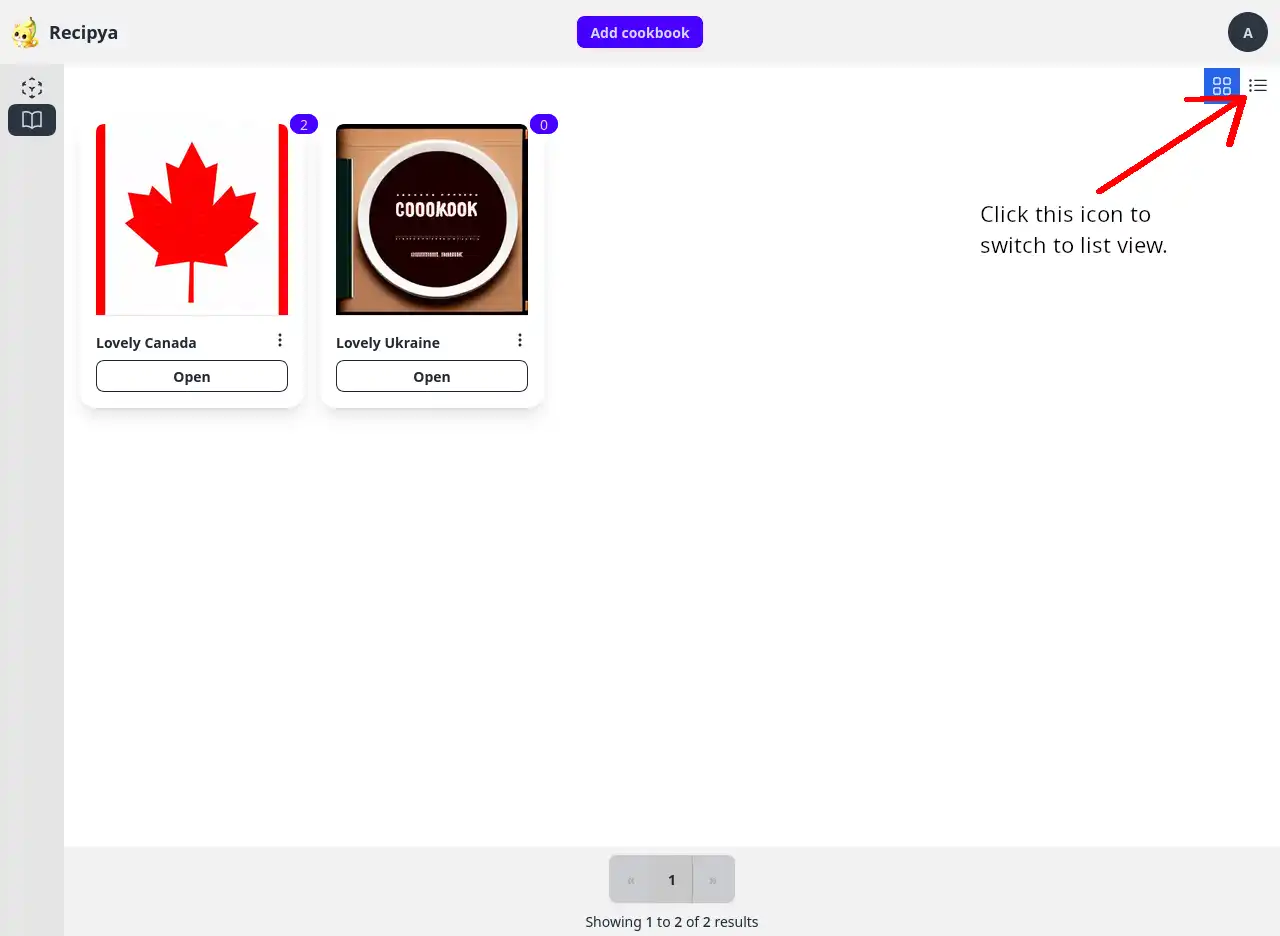 Recipya
Add cookbook
A
2
0
COOOKOOK
Lovely Canada
Lovely Ukraine
Open
Open
Click this icon to
switch to list view.
« 1 »
Showing 1 to 2 of 2 results